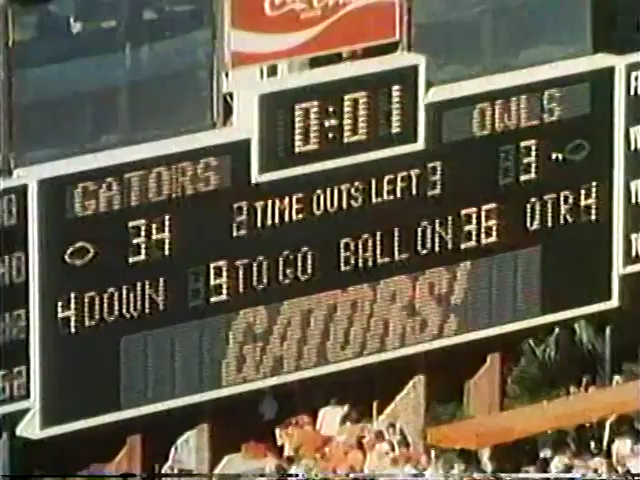 Coca-Cola
0:01
GATORS OWLS
34 3
2 TIME OUTS LEFT 3
4 DOWN 9 TO GO BALL ON 36 QTR 4
GATORS!